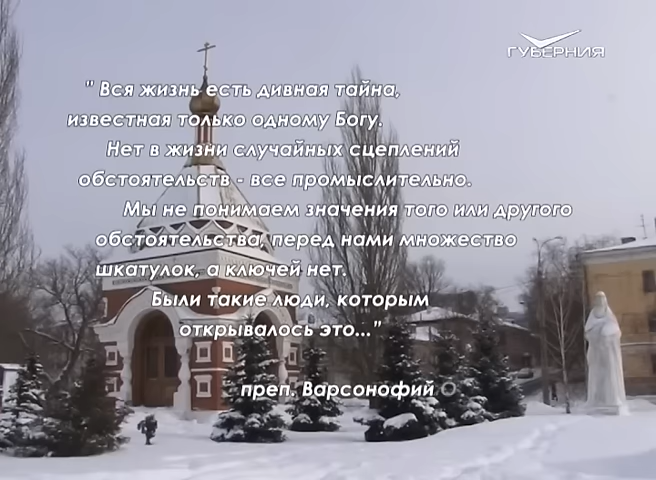 ГУБЕРНИЯ
" Вся жизнь есть дивная тайна,
известная только одному Богу.
Нет в жизни случайных сцеплений
обстоятельств - все промыслительно.
Мы не понимаем значения того или другого
обстоятельства, перед нами множество
шкатулок, а ключей нет.
Были такие люди, которым
открывалось это..."
преп. Варсонофий